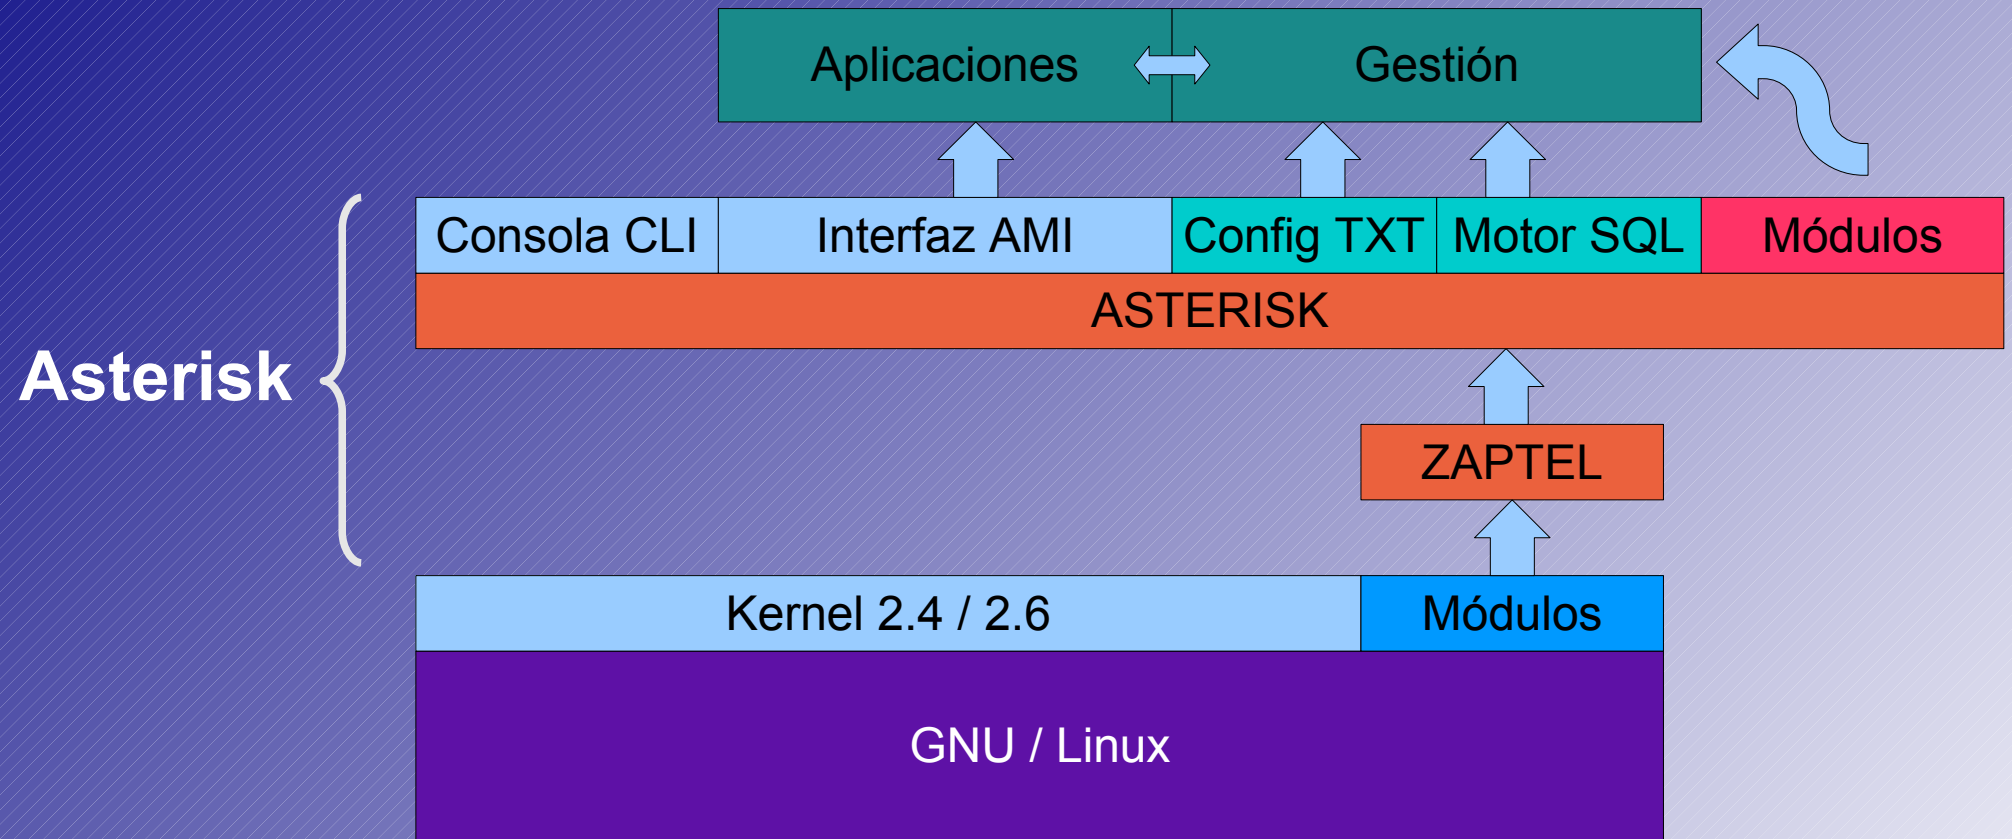 Aplicaciones
Gestión
Consola CLI
Interfaz AMI
Config TXT
Motor SQL
Módulos
ASTERISK
Asterisk
ZAPTEL
Kernel 2.4 / 2.6
Módulos
GNU / Linux